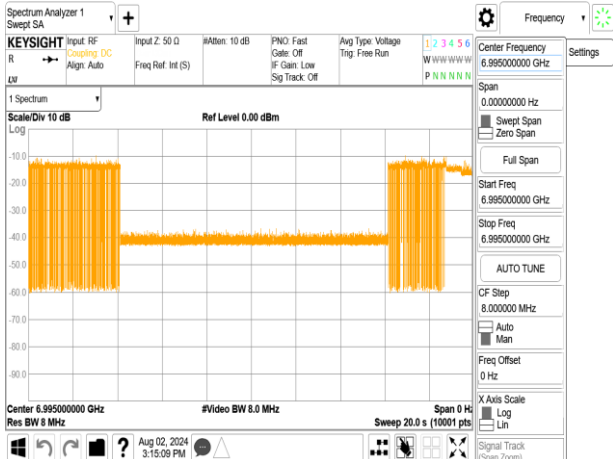 Spectrum Analyzer 1
Swept SA
+
Frequency
KEYSIGHT
R
LXI
Input: RF
Coupling: DC
Align: Auto
Input Z: 50 Ω
Freq Ref: Int (S)
#Atten: 10 dB
PNO: Fast
Gate: Off
IF Gain: Low
Sig Track: Off
Avg Type: Voltage
Trig: Free Run
1 2 3 4 5 6
W W W W W W
P N N N N N
Center Frequency
6.995000000 GHz
Settings
Span
0.00000000 Hz
Swept Span
Zero Span
Full Span
Start Freq
6.995000000 GHz
Stop Freq
6.995000000 GHz
AUTO TUNE
CF Step
8.000000 MHz
Auto
Man
Freq Offset
0 Hz
X Axis Scale
Log
Lin
Signal Track
(Span Zoom)
1 Spectrum
Scale/Div 10 dB
Ref Level 0.00 dBm
Log
-10.0
-20.0
-30.0
-40.0
-50.0
-60.0
-70.0
-80.0
-90.0
Center 6.995000000 GHz
#Video BW 8.0 MHz
Span 0 Hz
Res BW 8 MHz
Sweep 20.0 s (10001 pts
?
Aug 02, 2024
3:15:09 PM